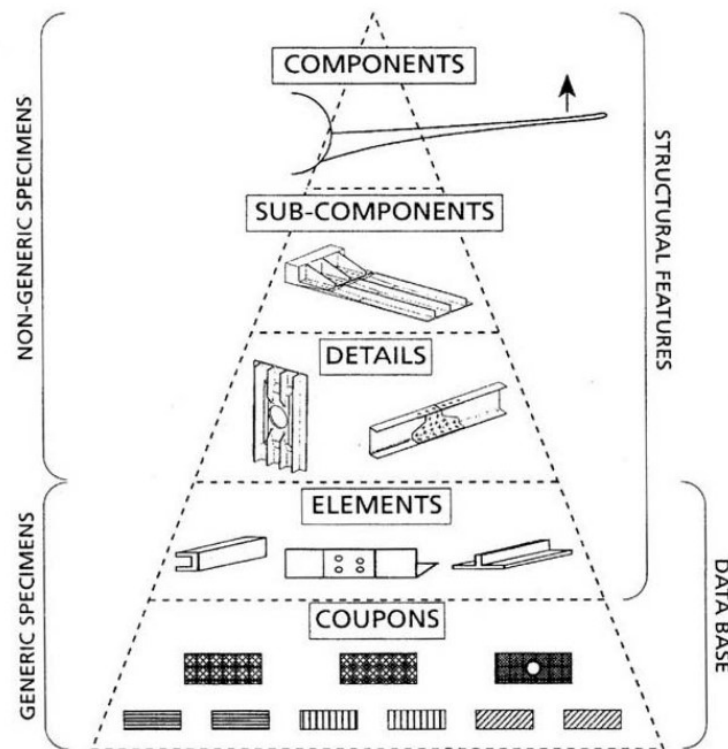 COMPONENTS
SUB-COMPONENTS
DETAILS
ELEMENTS
COUPONS
NON-GENERIC SPECIMENS
GENERIC SPECIMENS
STRUCTURAL FEATURES
DATA BASE